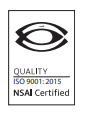 QUALITY
ISO 9001: 2015
NSAI Certified